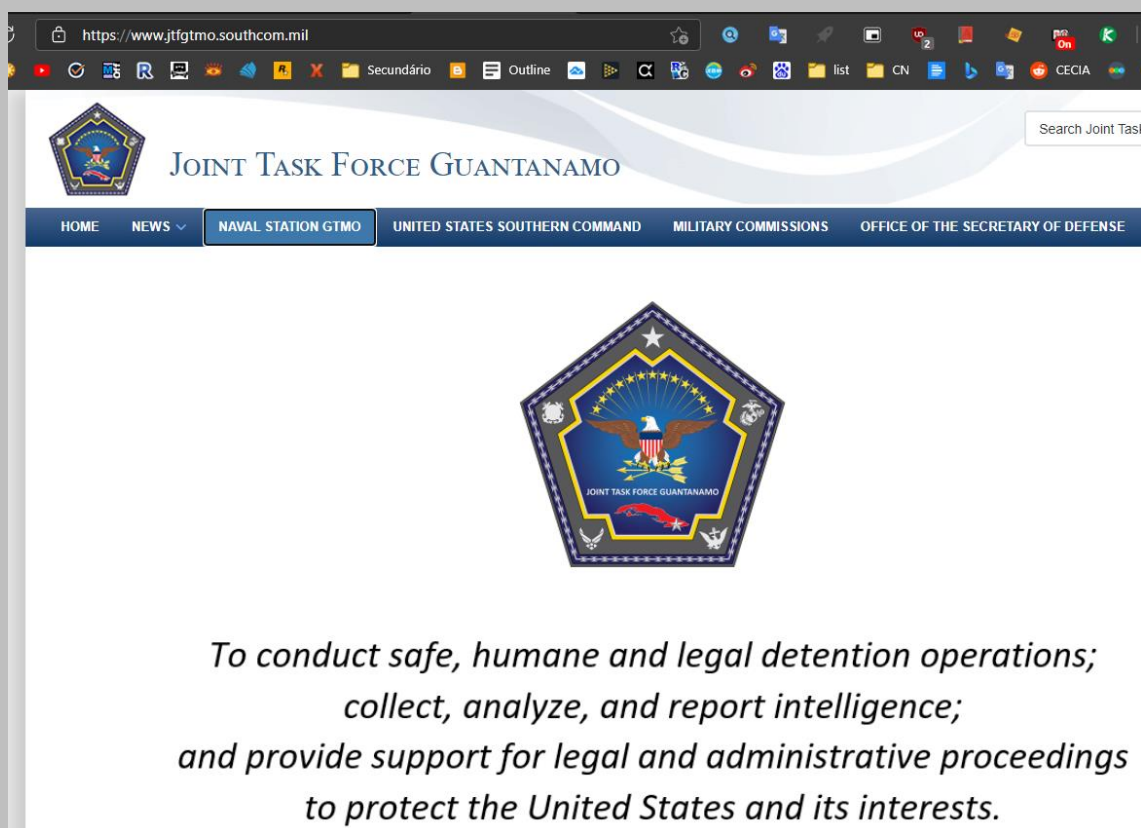 https://www.jtfgtmo.southcom.mil
Secundário
Outline
list
CN
CECIA
2
On
JOINT TASK FORCE GUANTANAMO
Search Joint Task
HOME NEWS NAVAL STATION GTMO UNITED STATES SOUTHERN COMMAND MILITARY COMMISSIONS OFFICE OF THE SECRETARY OF DEFENSE
JOINT TASK FORCE GUANTANAMO
To conduct safe, humane and legal detention operations;
collect, analyze, and report intelligence;
and provide support for legal and administrative proceedings
to protect the United States and its interests.